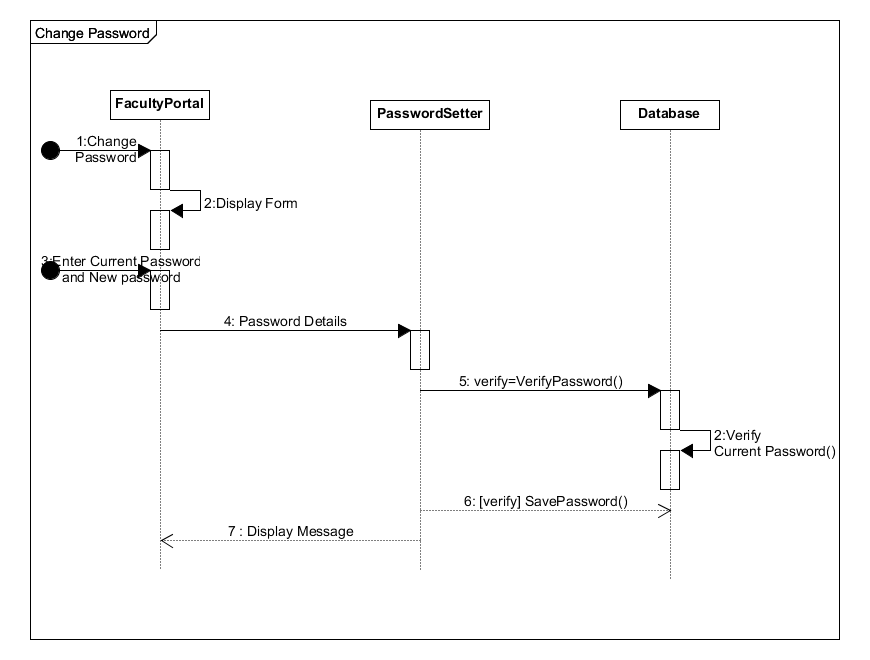 Change Password
FacultyPortal
PasswordSetter
Database
1:Change
Password
2:Display Form
3:Enter Current Password
and New password
4: Password Details
5: verify=VerifyPassword()
2:Verify
Current Password()
6: [verify] SavePassword()
7 : Display Message